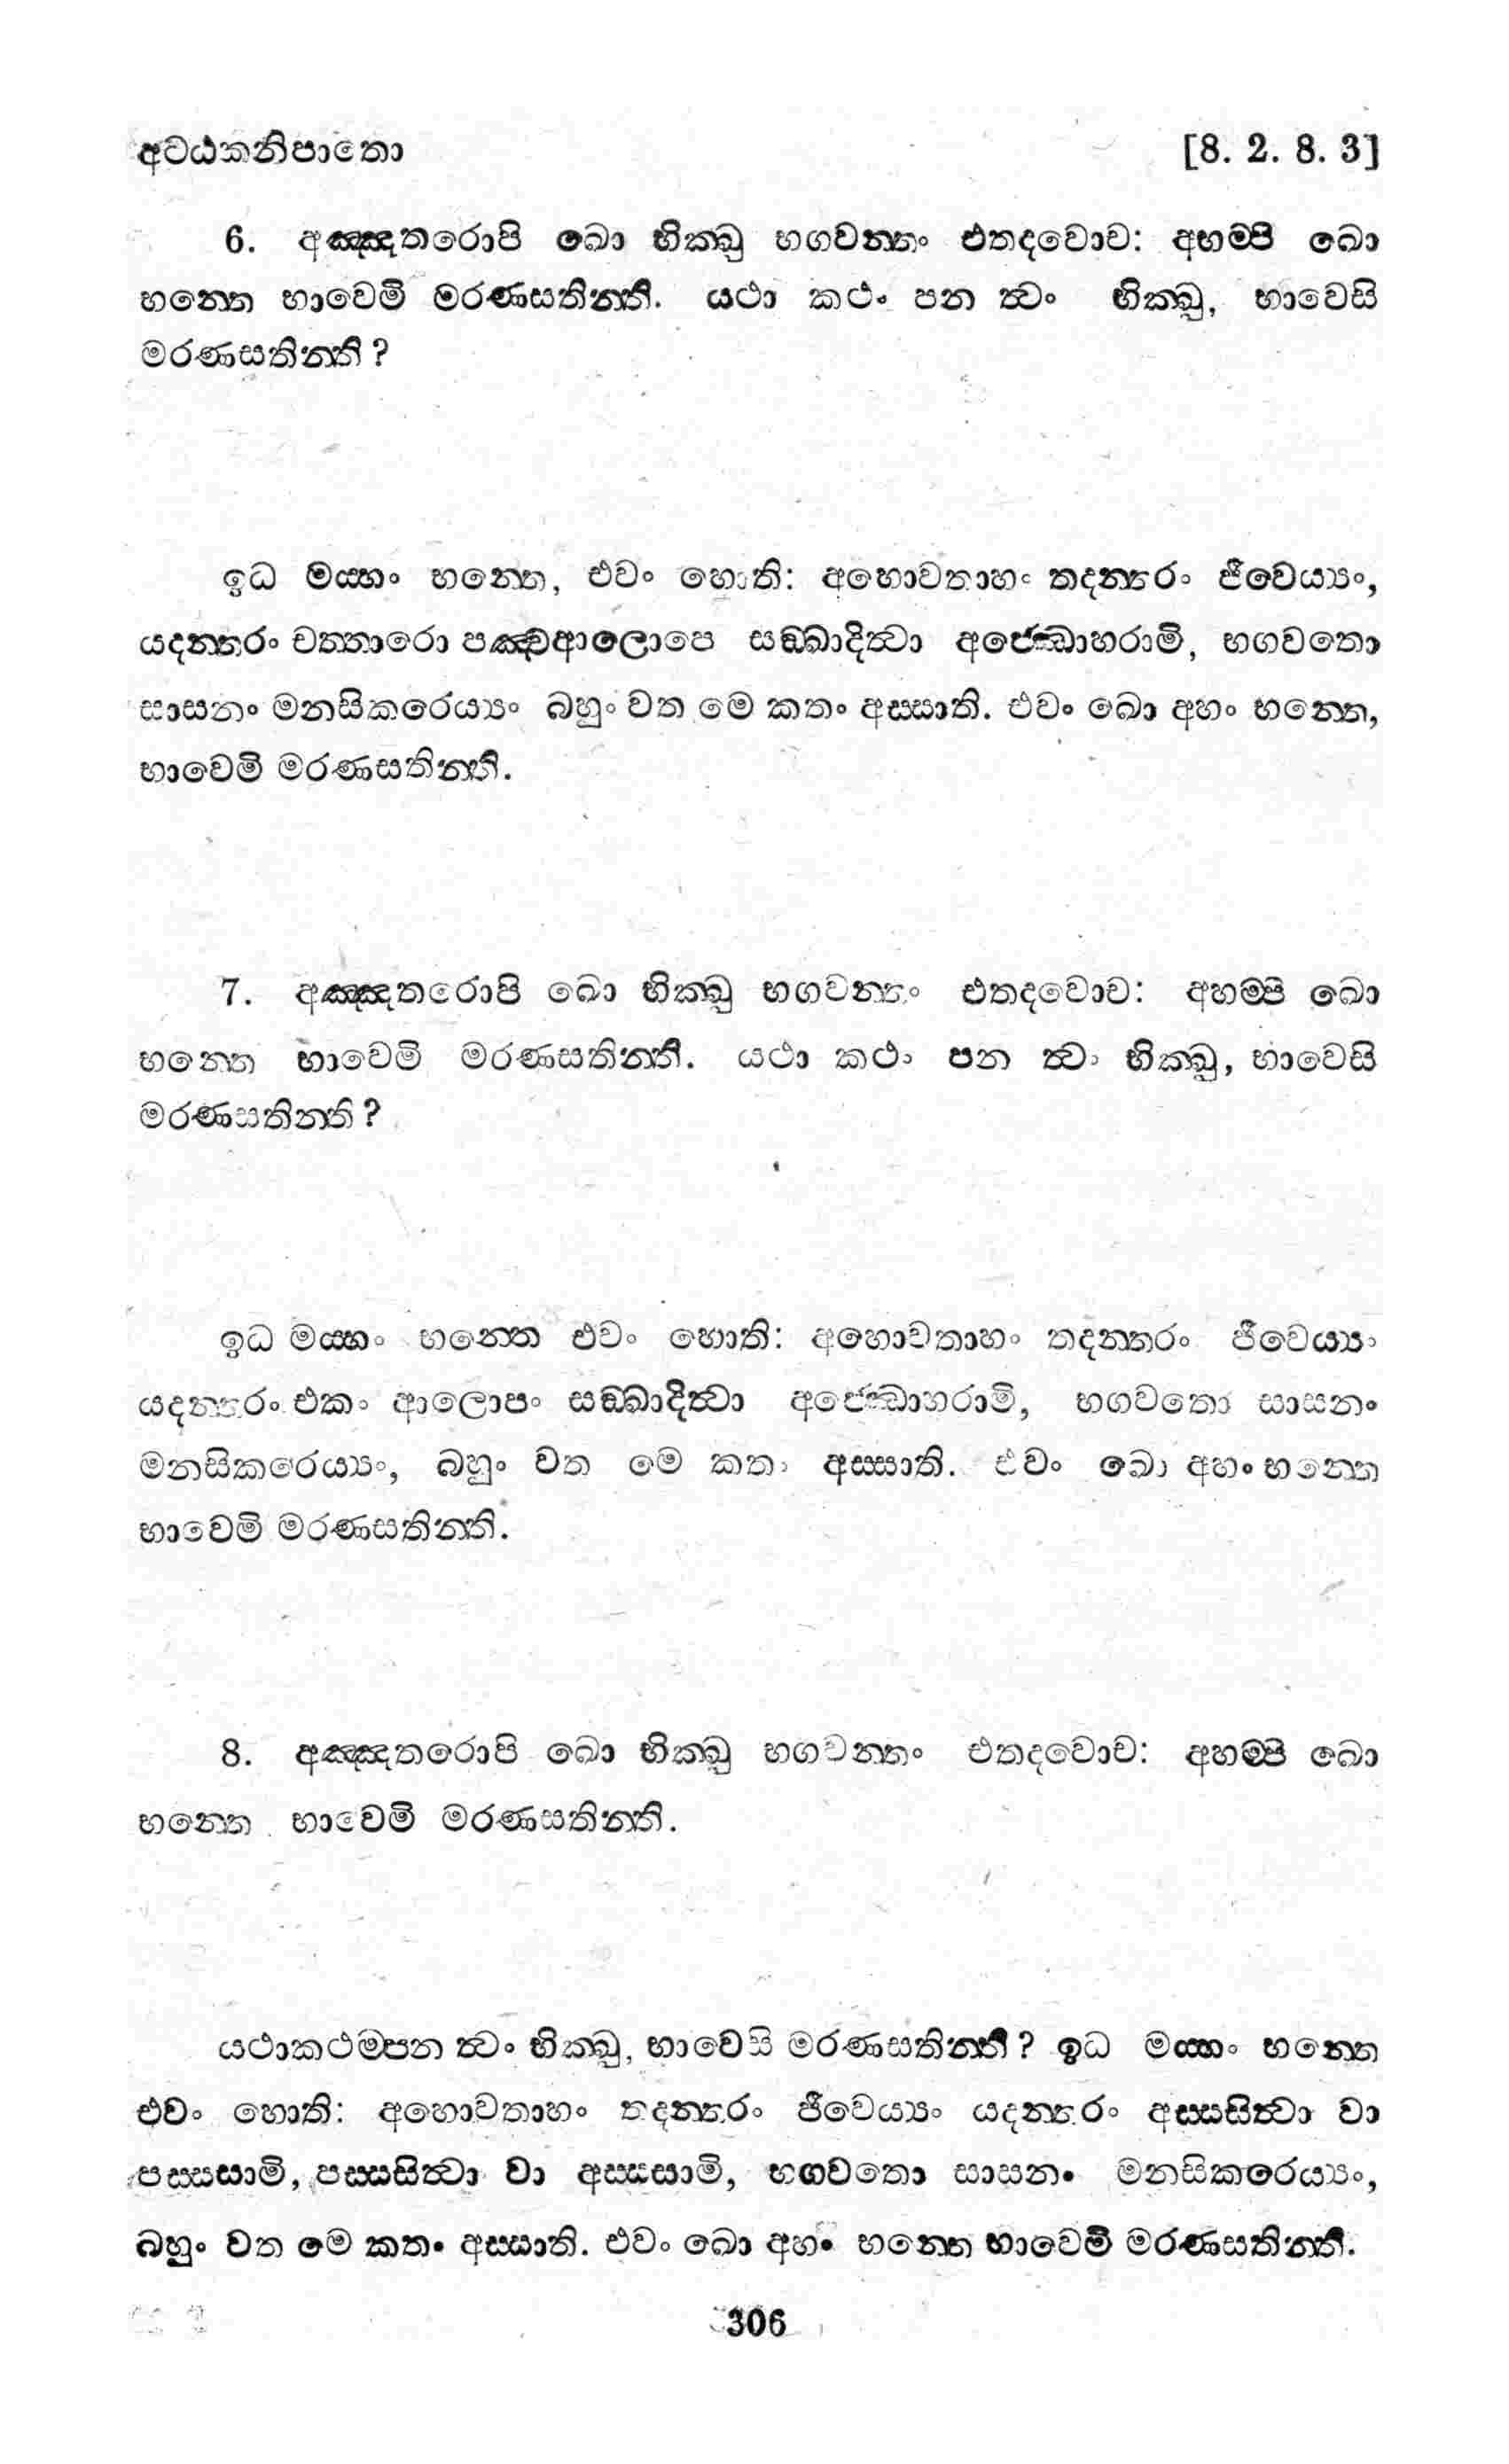 අටඨකනිපාතො [8. 2. 8. 3]
6. අඤ්ඤතරොපි ඛො භික්ඛු භගවන්තං එතදවොච: අහම්පි ඛො
භන්තෙ භාවෙමි මරණසතින්ති. යථා කථං පන ත්වං භික්ඛු, භාවෙසි
මරණසතින්ති?
ඉධ මය්හං භන්තෙ, එවං හොති: අහොවතාහං තදන්තරං ජීවෙය්‍යං,
යදන්තරං චත්තාරො පඤ්චආලොපෙ සඞ්ඛාදිත්වා අජ්ඣොහරාමි, භගවතො
සාසනං මනසිකරෙය්‍යං බහුං වත මෙ කතං අස්සාති. එවං ඛො අහං භන්තෙ,
භාවෙමි මරණසතින්ති.
7. අඤ්ඤතරොපි ඛො භික්ඛු භගවන්තං එතදවොච: අහම්පි ඛො
භන්තෙ භාවෙමි මරණසතින්ති. යථා කථං පන ත්වං භික්ඛු, භාවෙසි
මරණසතින්ති?
ඉධ මය්හං භන්තෙ එවං හොති: අහොවතාහං තදන්තරං ජීවෙය්‍යං
යදන්තරං එකං ආලොපං සඞ්ඛාදිත්වා අජ්ඣොහරාමි, භගවතො සාසනං
මනසිකරෙය්‍යං, බහුං වත මෙ කතං අස්සාති. එවං ඛො අහං භන්තෙ
භාවෙමි මරණසතින්ති.
8. අඤ්ඤතරොපි ඛො භික්ඛු භගවන්තං එතදවොච: අහම්පි ඛො
භන්තෙ භාවෙමි මරණසතින්ති.
යථාකථම්පන ත්වං භික්ඛු, භාවෙසි මරණසතින්ති? ඉධ මය්හං භන්තෙ
එවං හොති: අහොවතාහං තදන්තරං ජීවෙය්‍යං යදන්තරං අස්සසිත්වා වා
පස්සසාමි, පස්සසිත්වා වා අස්සසාමි, භගවතො සාසනං මනසිකරෙය්‍යං,
බහුං වත මෙ කතං අස්සාති. එවං ඛො අහං භන්තෙ භාවෙමි මරණසතින්ති.
306